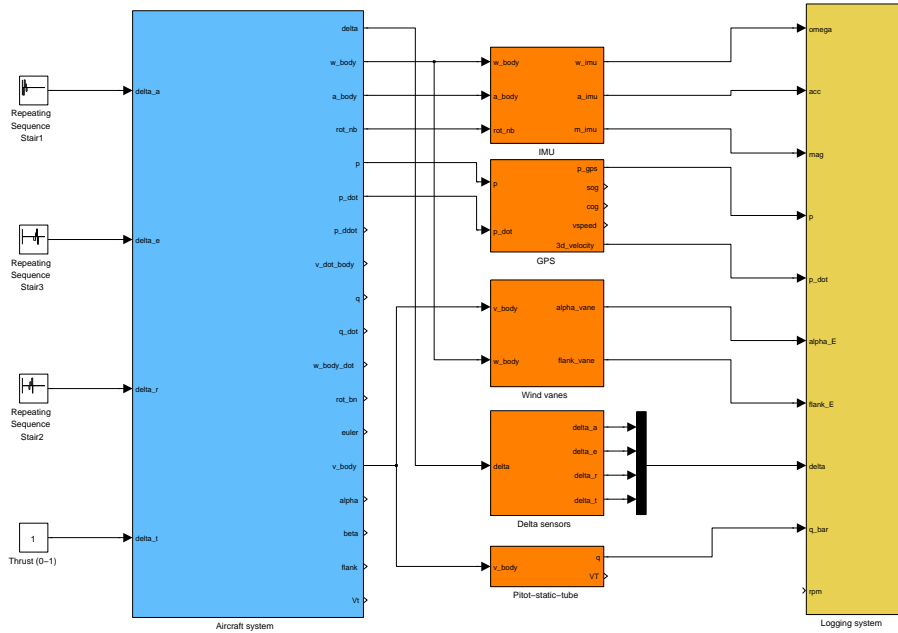 Repeating
Sequence
Stair1
Repeating
Sequence
Stair3
Repeating
Sequence
Stair2
1
Thrust (0−1)
delta_a
delta_e
delta_r
delta_t
delta
w_body
a_body
rot_nb
p
p_dot
p_ddot
v_dot_body
q
q_dot
w_body_dot
rot_bn
euler
v_body
alpha
beta
flank
Vt
Aircraft system
w_body
a_body
rot_nb
w_imu
a_imu
m_imu
IMU
p
p_dot
p_gps
sog
cog
vspeed
3d_velocity
GPS
v_body
w_body
alpha_vane
flank_vane
Wind vanes
delta
delta_a
delta_e
delta_r
delta_t
Delta sensors
v_body
q
VT
Pitot−static−tube
omega
acc
mag
p
p_dot
alpha_E
flank_E
delta
q_bar
rpm
Logging system